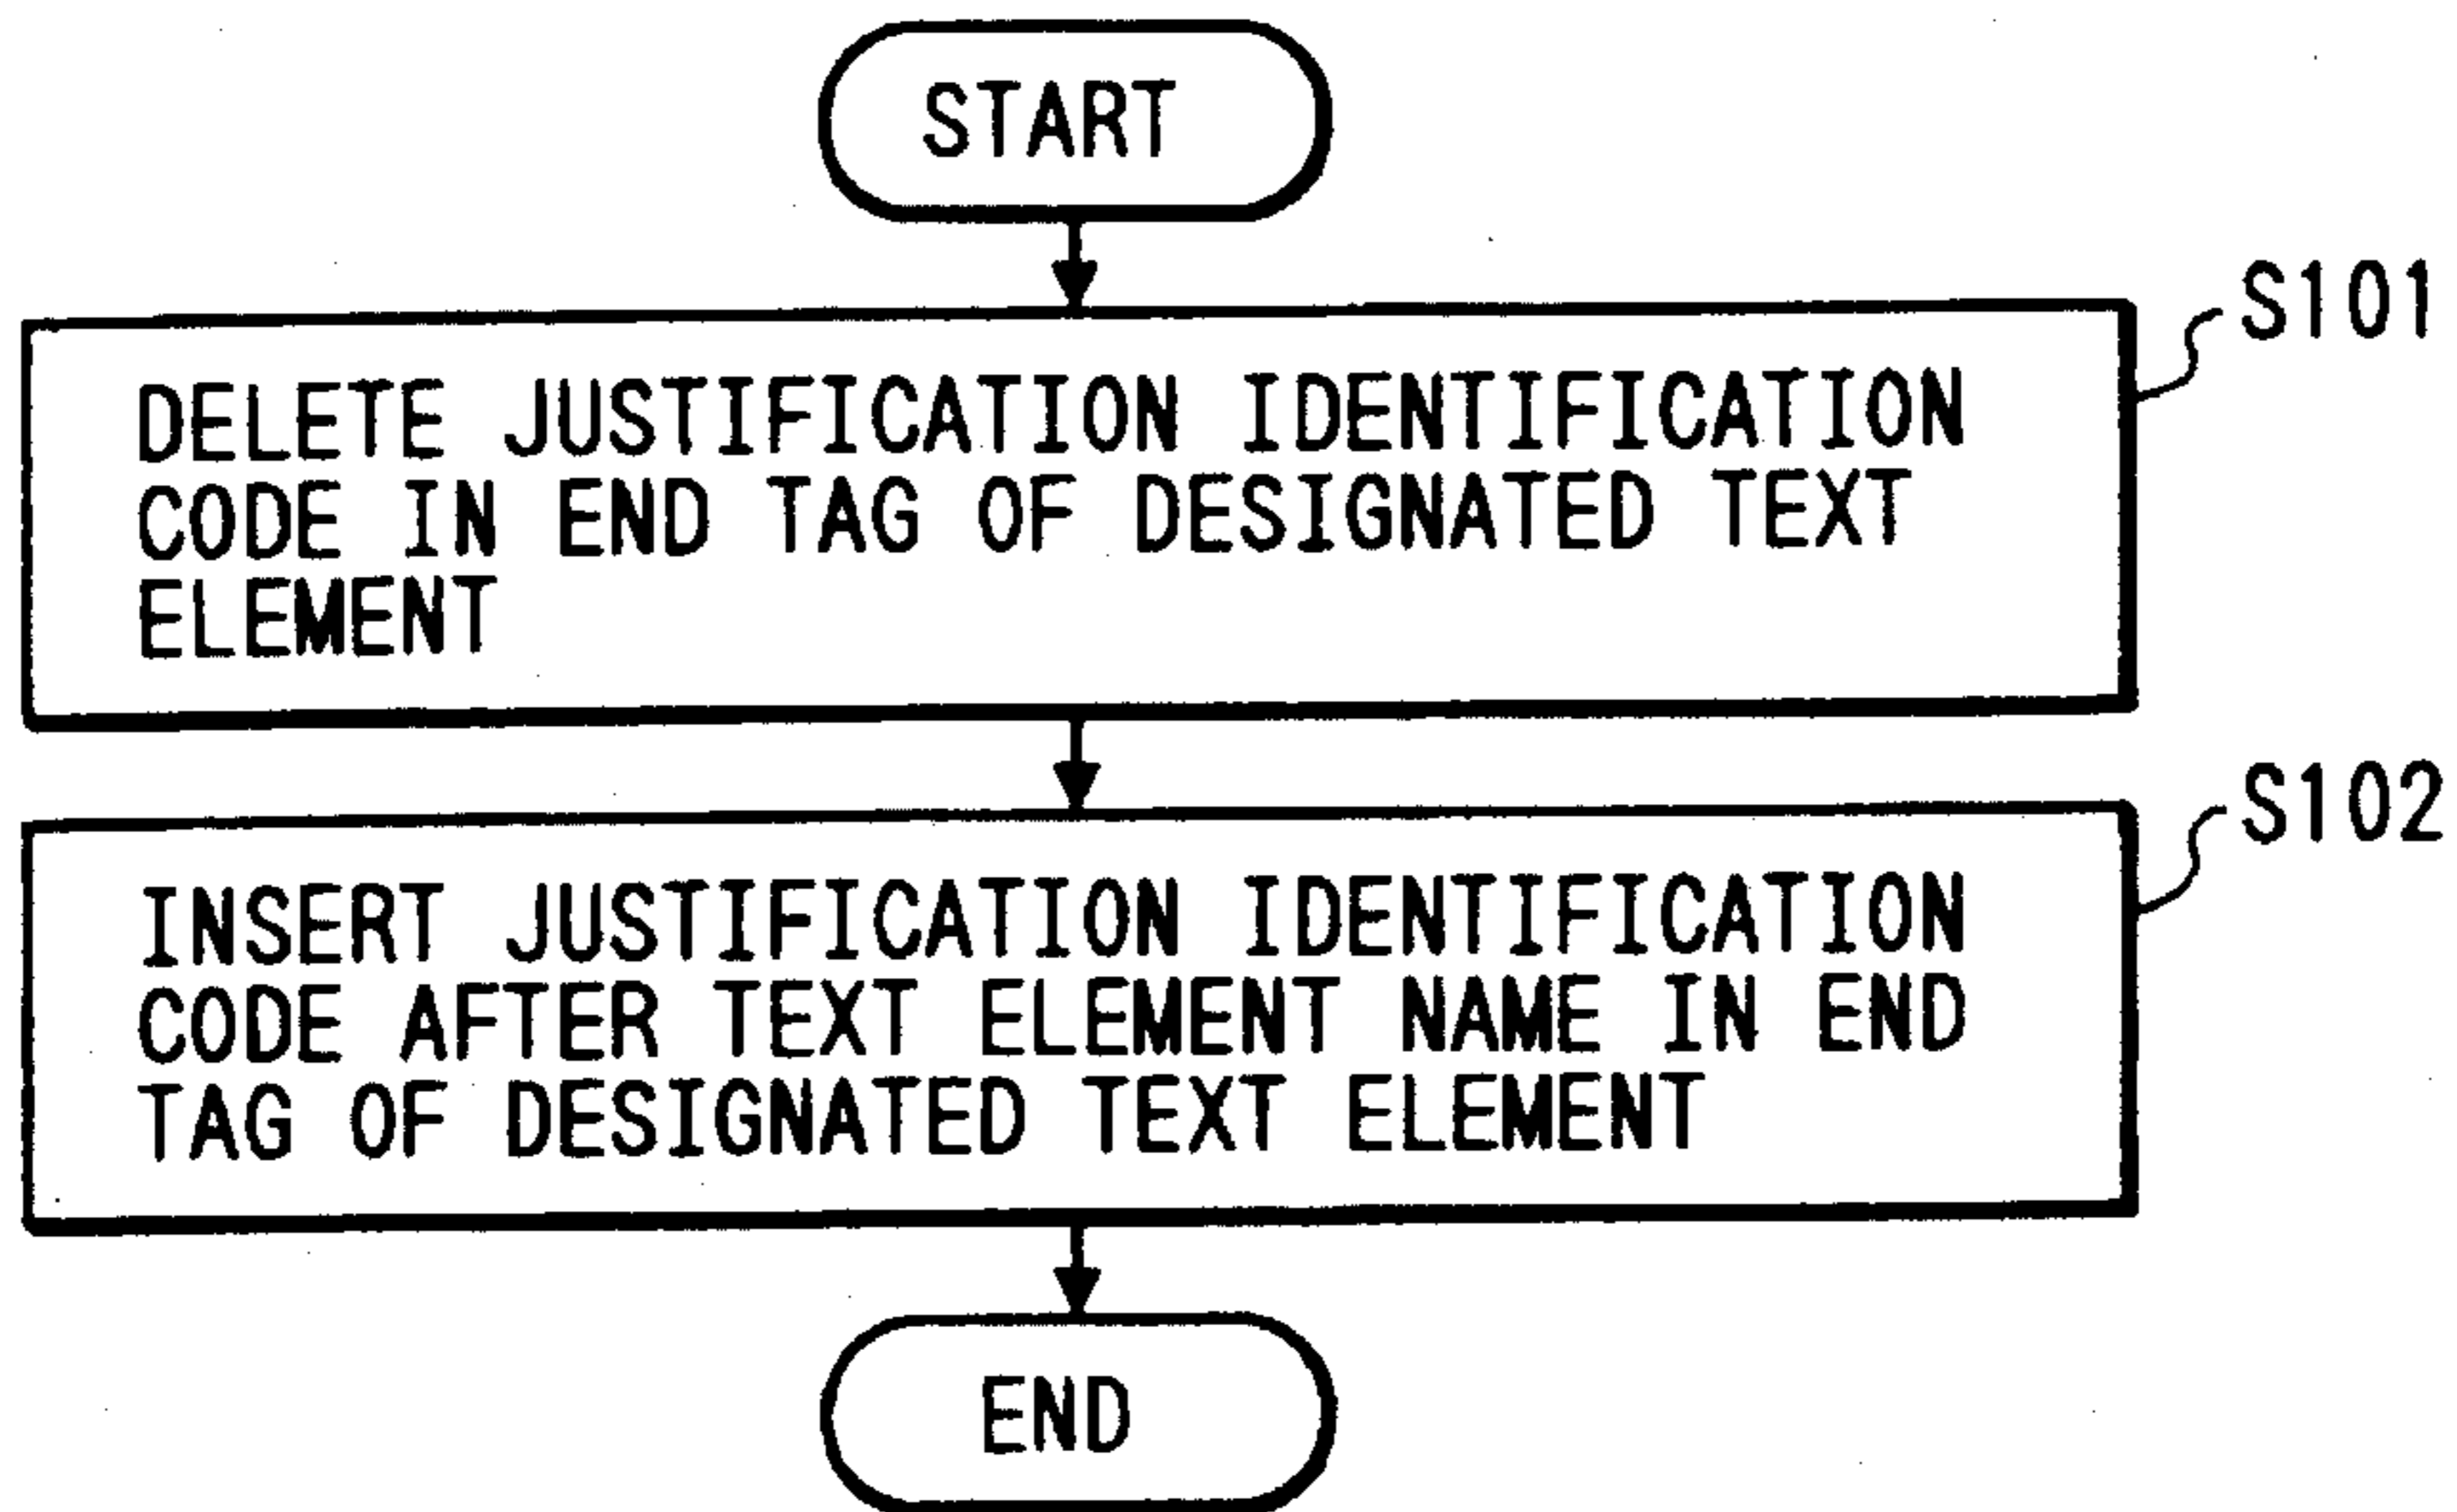 START
S101
DELETE JUSTIFICATION IDENTIFICATION
CODE IN END TAG OF DESIGNATED TEXT
ELEMENT
S102
INSERT JUSTIFICATION IDENTIFICATION
CODE AFTER TEXT ELEMENT NAME IN END
TAG OF DESIGNATED TEXT ELEMENT
END